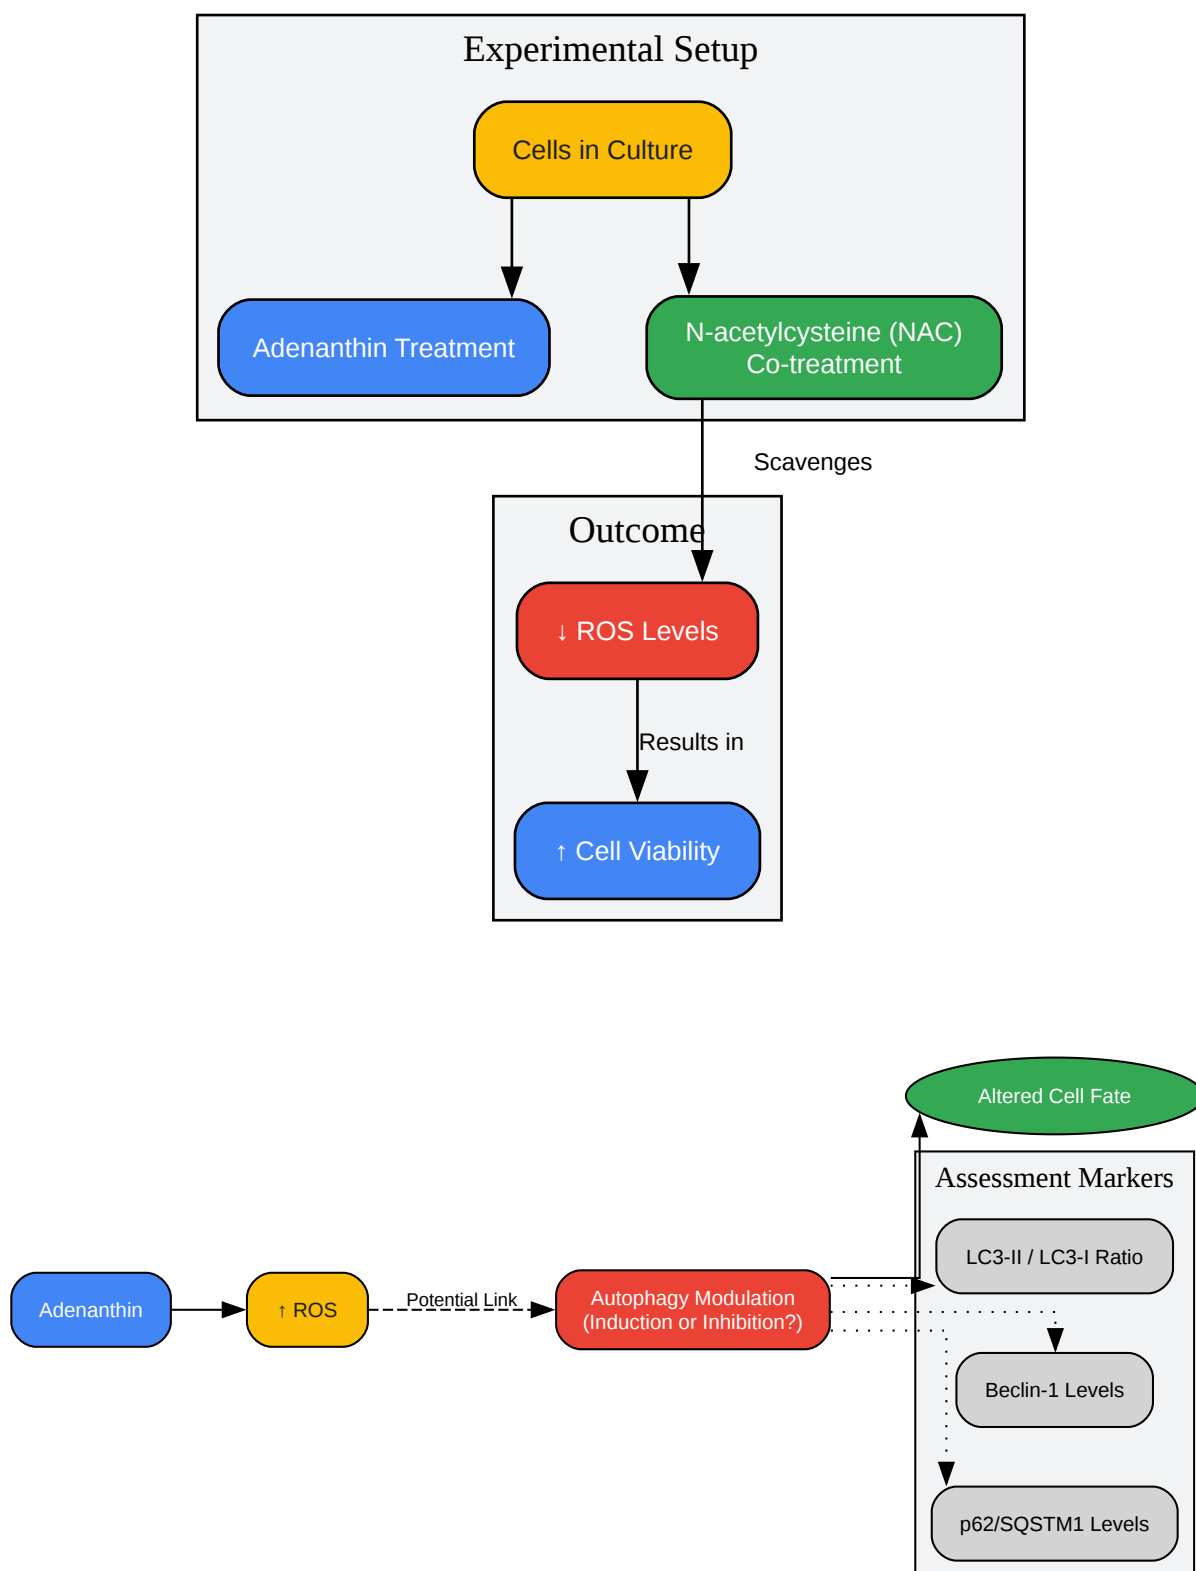 Experimental Setup
Cells in Culture
Adenanthin Treatment
N-acetylcysteine (NAC)
Co-treatment
Scavenges
Outcome
↓ ROS Levels
Results in
↑ Cell Viability
Altered Cell Fate
Assessment Markers
LC3-II / LC3-I Ratio
Adenanthin
↑ ROS
Potential Link
Autophagy Modulation
(Induction or Inhibition?)
Beclin-1 Levels
p62/SQSTM1 Levels